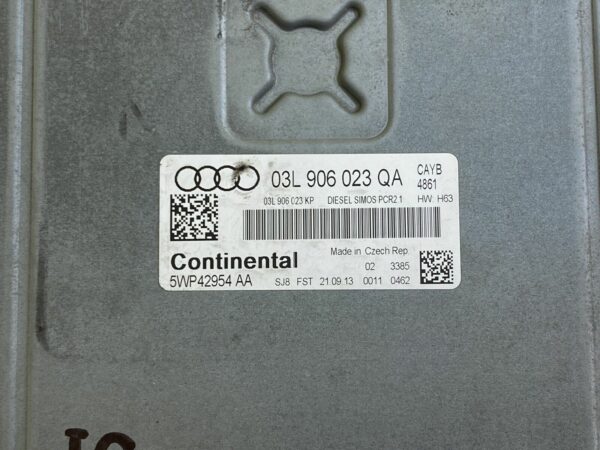 03L 906 023 QA CAYB
4861
03L 906 023 KP DIESEL SIMOS PCR2.1 HW H63
Continental Made in Czech Rep.
02 3385
5WP42954 AA SJ8 FST 21.09.13 0011 0462